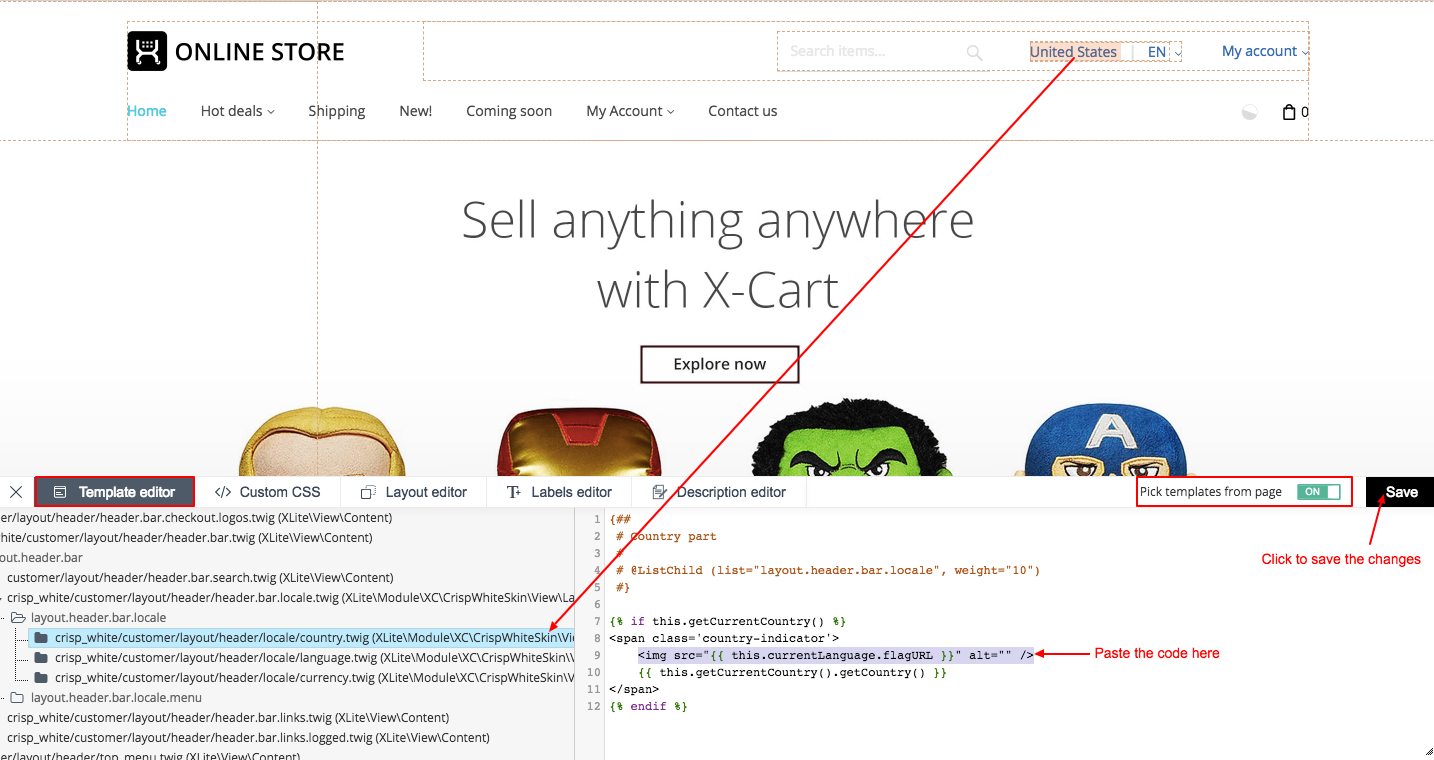 ONLINE STORE
Search items...
United States | EN
My account
Home
Hot deals
Shipping
New!
Coming soon
My Account
Contact us
0
Sell anything anywhere
with X-Cart
Explore now
Template editor
</> Custom CSS
Layout editor
Labels editor
Description editor
Pick templates from page
ON
Save
Click to save the changes
er/layout/header/header.bar.checkout.logos.twig (XLite\View\Content)
white/customer/layout/header/header.bar.twig (XLite\View\Content)
out.header.bar
customer/layout/header/header.bar.search.twig (XLite\View\Content)
crisp_white/customer/layout/header/header.bar.locale.twig (XLite\Module\XC\CrispWhiteSkin\View\La
layout.header.bar.locale
crisp_white/customer/layout/header/locale/country.twig (XLite\Module\XC\CrispWhiteSkin\Vie
crisp_white/customer/layout/header/locale/language.twig (XLite\Module\XC\CrispWhiteSkin\V
crisp_white/customer/layout/header/locale/currency.twig (XLite\Module\XC\CrispWhiteSkin\V
layout.header.bar.locale.menu
crisp_white/customer/layout/header/header.bar.links.twig (XLite\View\Content)
crisp_white/customer/layout/header/header.bar.links.logged.twig (XLite\View\Content)
er/layout/header/top_menu.twig (XLite\View\Content)
1 {##
2 # Country part
3 #
4 # @ListChild (list="layout.header.bar.locale", weight="10")
5 #}
6
7 {% if this.getCurrentCountry() %}
8 <span class='country-indicator'>
9 <img src="{{ this.currentLanguage.flagURL }}" alt="" />
10 {{ this.getCurrentCountry().getCountry() }}
11 </span>
12 {% endif %}
Paste the code here